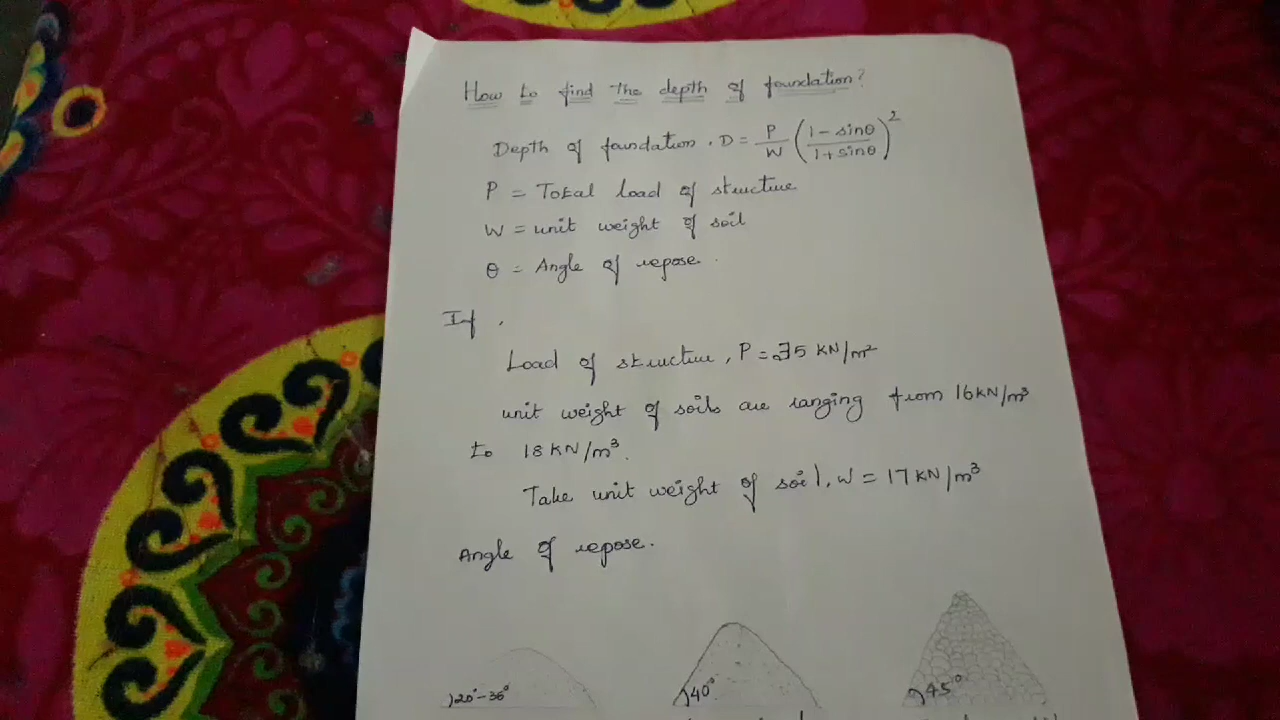 How to find the depth of foundation?
Depth of foundation, D = P/W (1 - sinθ / 1 + sinθ)²
P = Total load of structure
W = unit weight of soil
θ = Angle of repose.
If,
Load of structure, P = 75 KN/m²
unit weight of soils are ranging from 16KN/m³
to 18 KN/m³.
Take unit weight of soil, W = 17 KN/m³
Angle of repose.
20°-30° 40° 45°